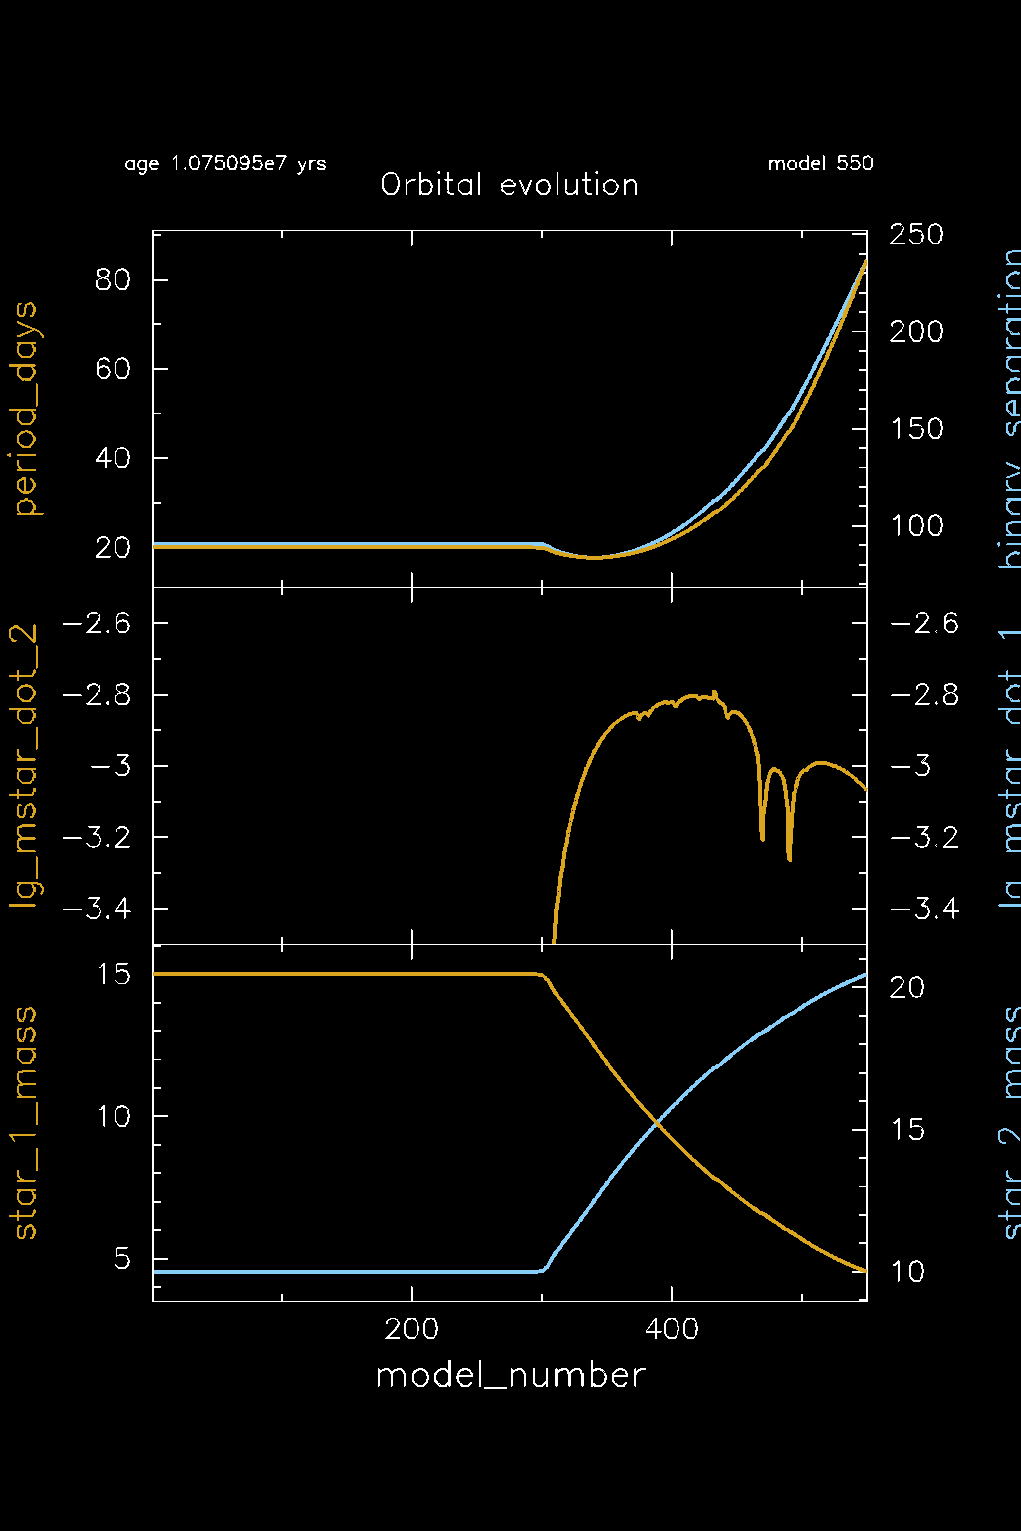 age 1.075095e7 yrs
model 550
Orbital evolution
period_days
80
60
40
20
250
200
150
100
binary_separation
lg_mstar_dot_2
−2.6
−2.8
−3
−3.2
−3.4
−2.6
−2.8
−3
−3.2
−3.4
lg_mstar_dot_1
star_1_mass
15
10
5
20
15
10
star_2_mass
200
400
model_number